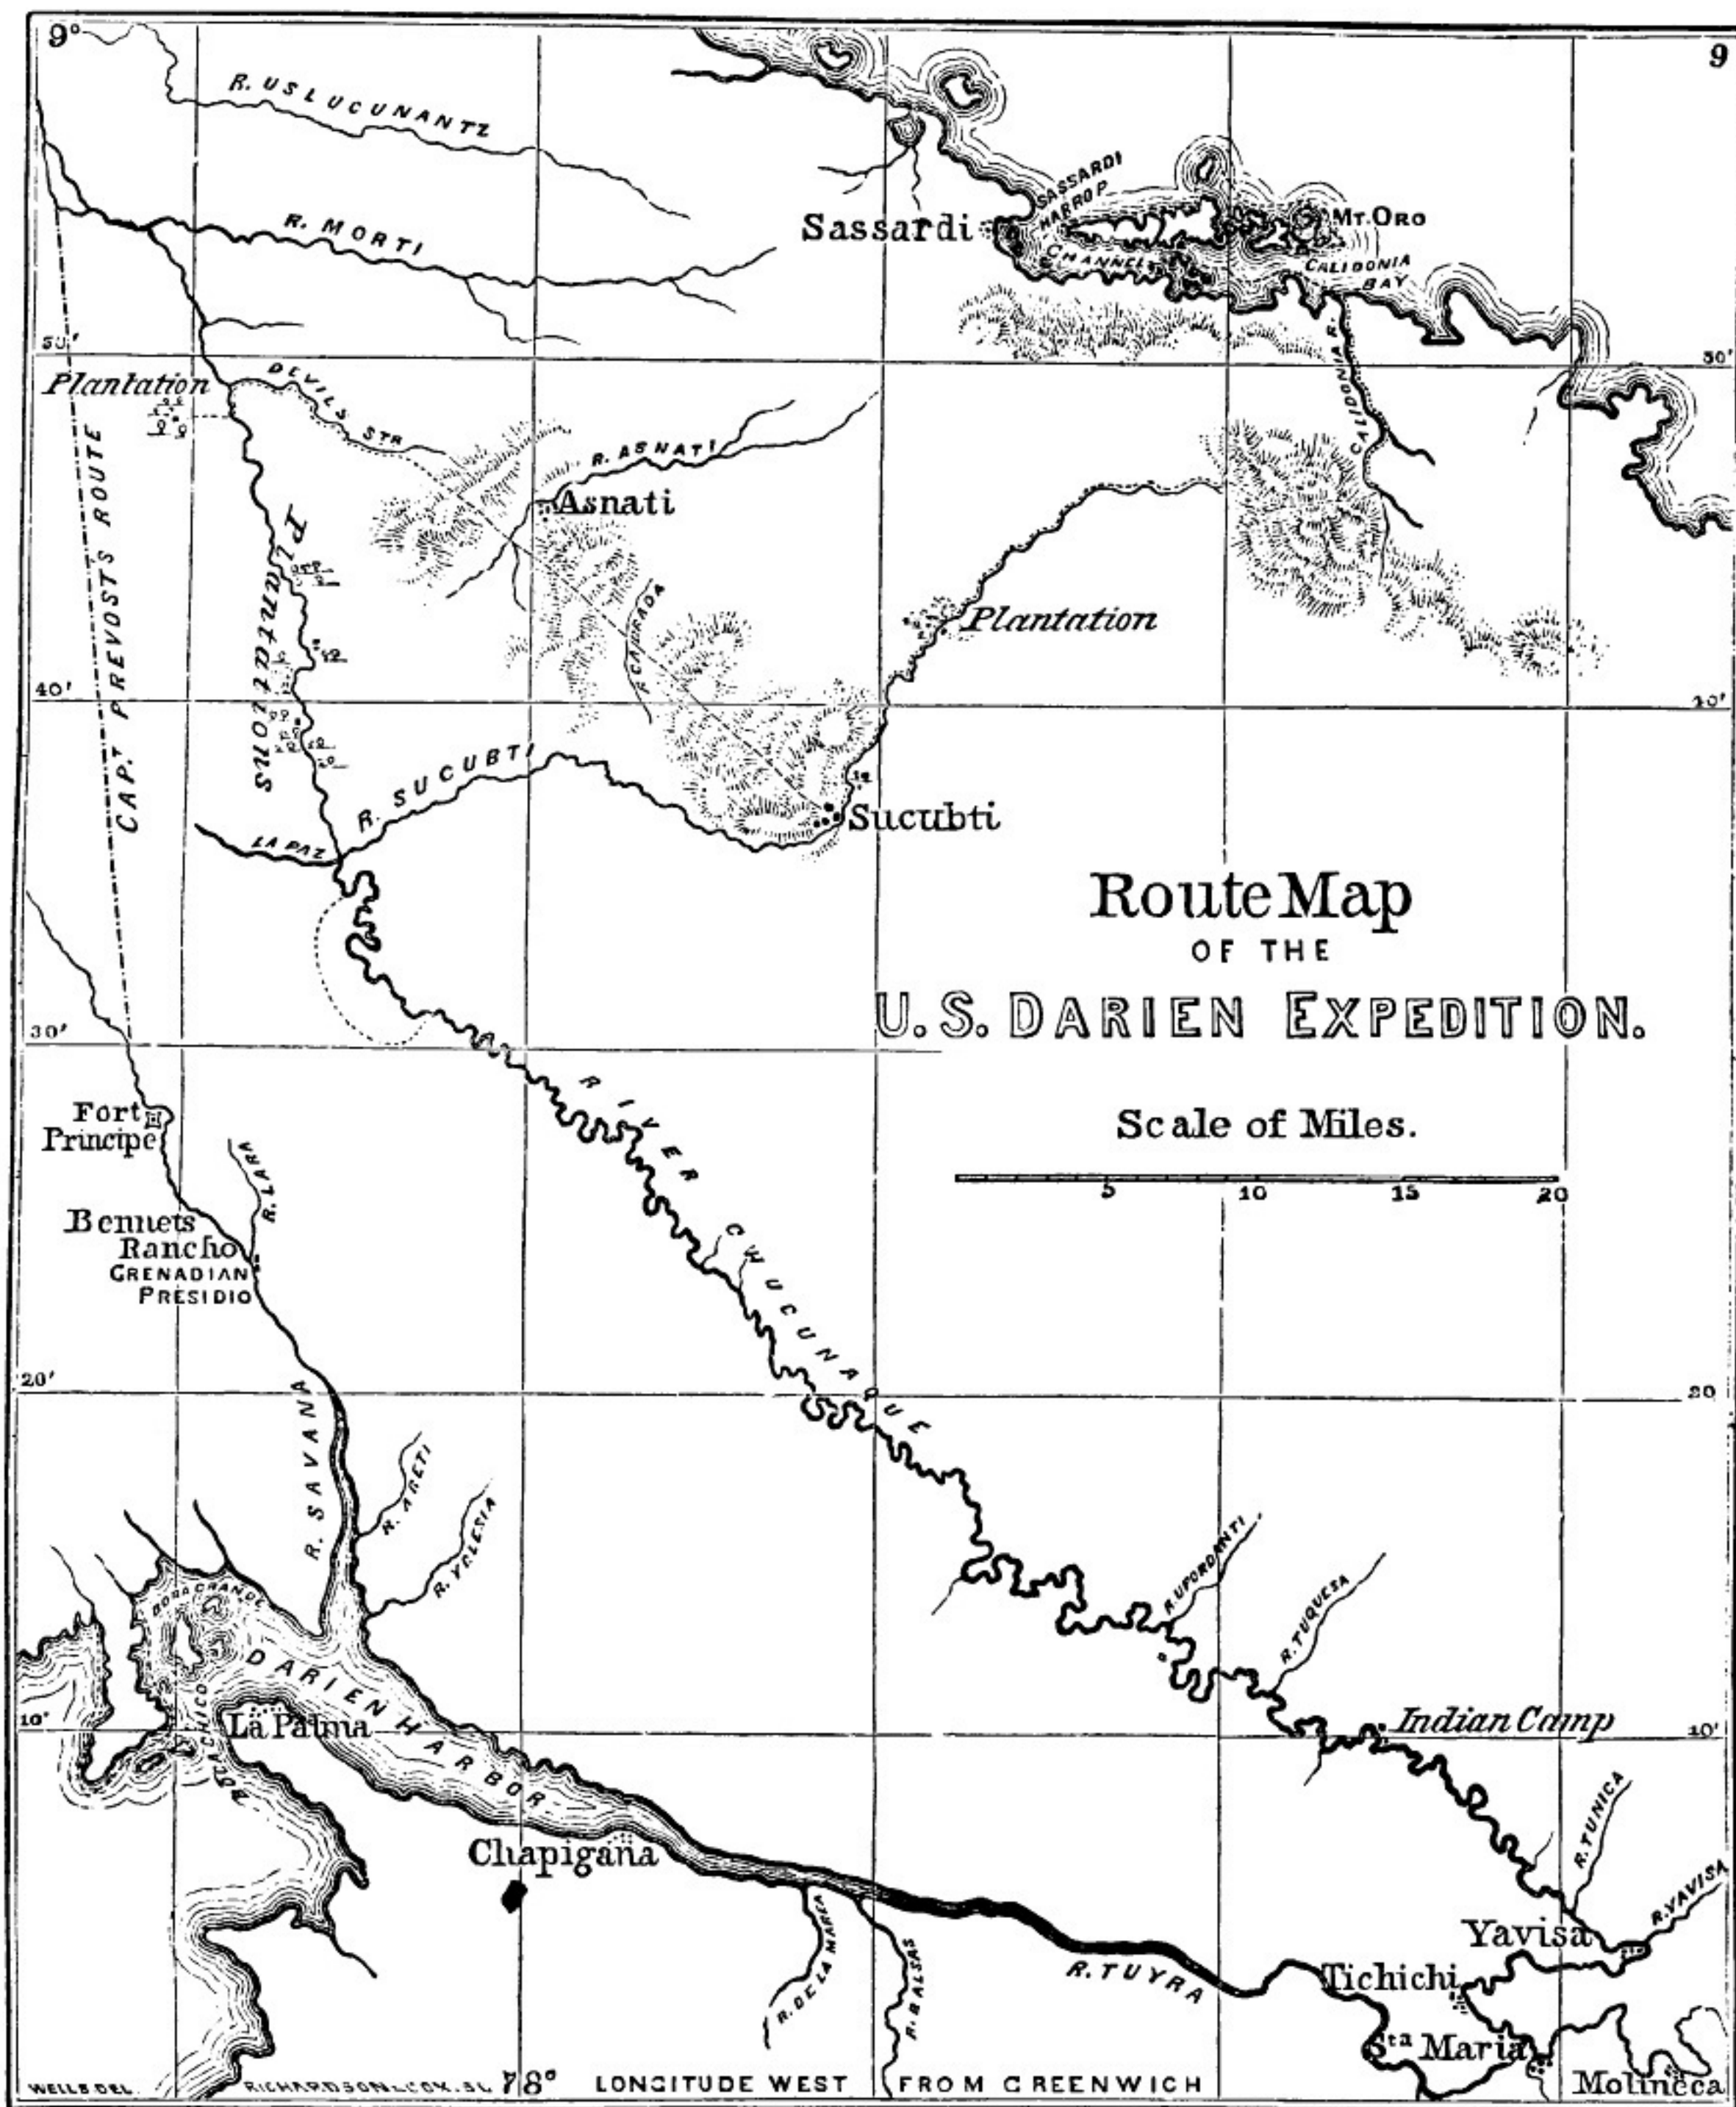 9°
9
R. USLUCUNANTZ
R. MORTI
SASSARDI
HARROP
Sassardi
MT. ORO
CHANNEL
CALIDONIA
BAY
50'
50'
Plantation
DEVILS STR
CALIDONIA R.
R. ASNATI
Asnati
CAPT. PREVOSTS ROUTE
Plantations
Plantation
40'
40'
R. SUCUBTI
LA PAZ
Sucubti
Route Map
OF THE
U.S. DARIEN EXPEDITION.
30'
Scale of Miles.
5 10 15 20
RIVER CHUCUNAQUE
Fort
Principe
R. LARA
Bennets
Rancho
GRENADIAN
PRESIDIO
20'
20
R. SAVANA
R. ARETI
R. YGLESIA
R. UPORDANTI
R. TUQUESA
BORA GRANDE
DARIEN HARBOR
10'
La Palma
10'
Indian Camp
R. TUNICA
Chapigana
R. YAVISA
Yavisa
R. DE LA MAREA
R. BALSAS
R. TUYRA
Tichichi
Sta Maria
Molineca
WELLS DEL.
RICHARDSON & COX. SC
78°
LONGITUDE WEST FROM GREENWICH